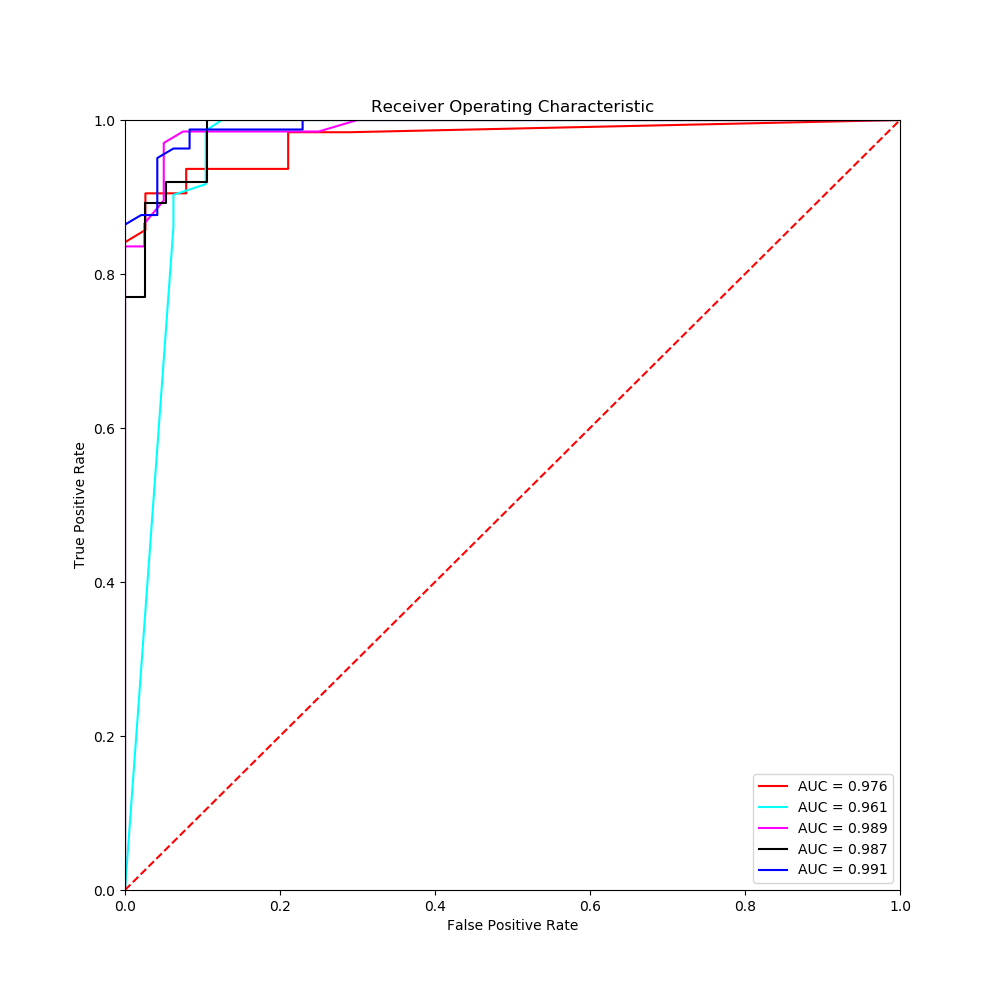 Receiver Operating Characteristic
1.0
0.8
0.6
0.4
0.2
0.0
True Positive Rate
0.0 0.2 0.4 0.6 0.8 1.0
False Positive Rate
AUC = 0.976
AUC = 0.961
AUC = 0.989
AUC = 0.987
AUC = 0.991